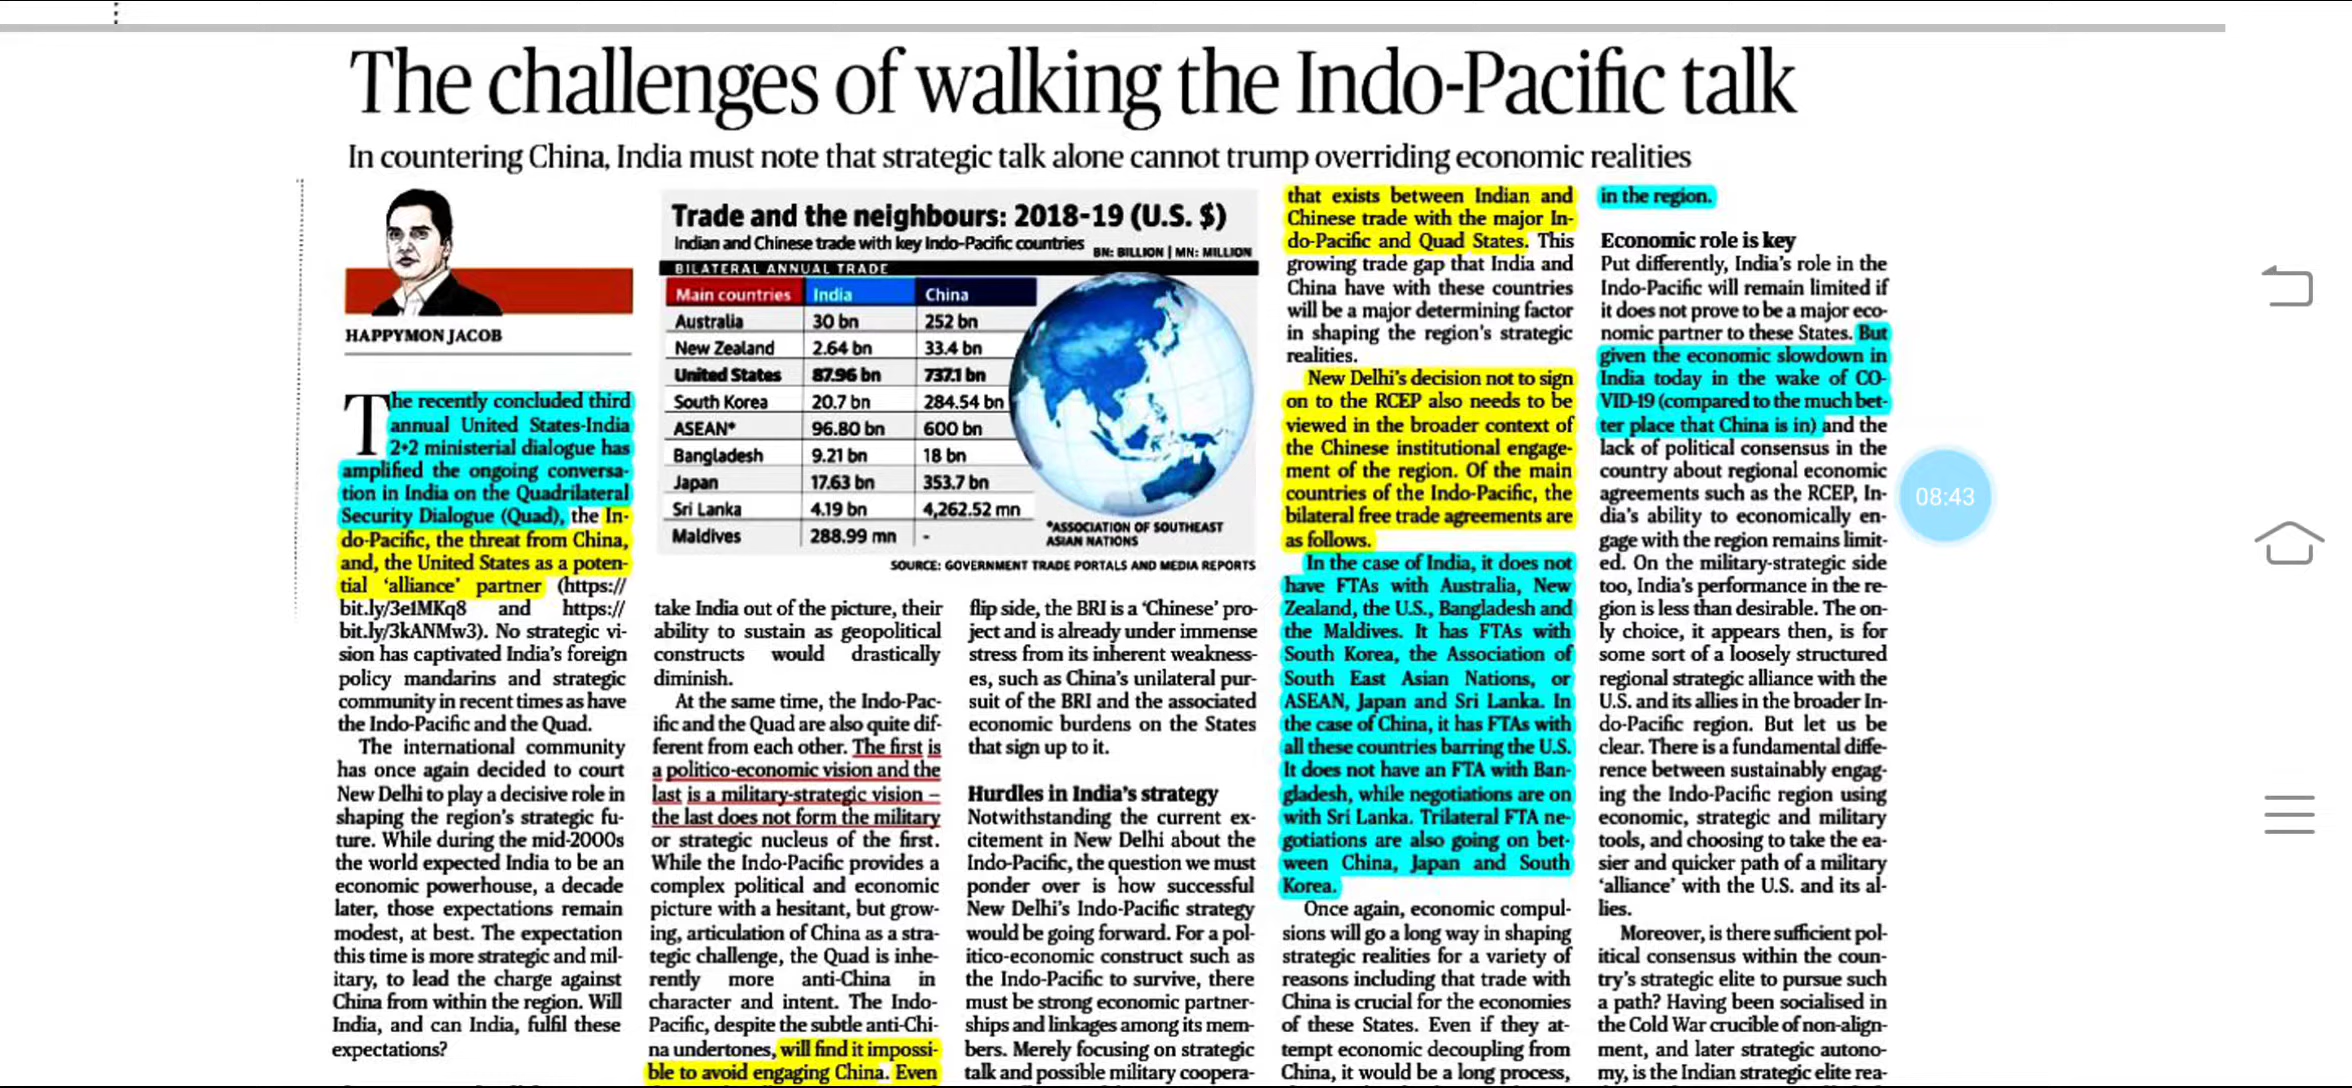 The challenges of walking the Indo-Pacific talk
In countering China, India must note that strategic talk alone cannot trump overriding economic realities
HAPPYMON JACOB
The recently concluded third
annual United States-India
2+2 ministerial dialogue has
amplified the ongoing conversa-
tion in India on the Quadrilateral
Security Dialogue (Quad), the In-
do-Pacific, the threat from China,
and, the United States as a poten-
tial ‘alliance’ partner (https://
bit.ly/3e1MKq8 and https://
bit.ly/3kANMw3). No strategic vi-
sion has captivated India’s foreign
policy mandarins and strategic
community in recent times as have
the Indo-Pacific and the Quad.
The international community
has once again decided to court
New Delhi to play a decisive role in
shaping the region’s strategic fu-
ture. While during the mid-2000s
the world expected India to be an
economic powerhouse, a decade
later, those expectations remain
modest, at best. The expectation
this time is more strategic and mil-
itary, to lead the charge against
China from within the region. Will
India, and can India, fulfil these
expectations?
Trade and the neighbours: 2018-19 (U.S. $)
Indian and Chinese trade with key Indo-Pacific countries
BN: BILLION | MN: MILLION
BILATERAL ANNUAL TRADE
Main countries India China
Australia 30 bn 252 bn
New Zealand 2.64 bn 33.4 bn
United States 87.96 bn 737.1 bn
South Korea 20.7 bn 284.54 bn
ASEAN* 96.80 bn 600 bn
Bangladesh 9.21 bn 18 bn
Japan 17.63 bn 353.7 bn
Sri Lanka 4.19 bn 4,262.52 mn
Maldives 288.99 mn -
*ASSOCIATION OF SOUTHEAST
ASIAN NATIONS
SOURCE: GOVERNMENT TRADE PORTALS AND MEDIA REPORTS
take India out of the picture, their
ability to sustain as geopolitical
constructs would drastically
diminish.
At the same time, the Indo-Pac-
ific and the Quad are also quite dif-
ferent from each other. The first is
a politico-economic vision and the
last is a military-strategic vision –
the last does not form the military
or strategic nucleus of the first.
While the Indo-Pacific provides a
complex political and economic
picture with a hesitant, but grow-
ing, articulation of China as a stra-
tegic challenge, the Quad is inhe-
rently more anti-China in
character and intent. The Indo-
Pacific, despite the subtle anti-Chi-
na undertones, will find it impossi-
ble to avoid engaging China. Even
flip side, the BRI is a ‘Chinese’ pro-
ject and is already under immense
stress from its inherent weakness-
es, such as China’s unilateral pur-
suit of the BRI and the associated
economic burdens on the States
that sign up to it.
Hurdles in India’s strategy
Notwithstanding the current ex-
citement in New Delhi about the
Indo-Pacific, the question we must
ponder over is how successful
New Delhi’s Indo-Pacific strategy
would be going forward. For a pol-
itico-economic construct such as
the Indo-Pacific to survive, there
must be strong economic partner-
ships and linkages among its mem-
bers. Merely focusing on strategic
talk and possible military coopera-
that exists between Indian and
Chinese trade with the major In-
do-Pacific and Quad States. This
growing trade gap that India and
China have with these countries
will be a major determining factor
in shaping the region’s strategic
realities.
New Delhi’s decision not to sign
on to the RCEP also needs to be
viewed in the broader context of
the Chinese institutional engage-
ment of the region. Of the main
countries of the Indo-Pacific, the
bilateral free trade agreements are
as follows.
In the case of India, it does not
have FTAs with Australia, New
Zealand, the U.S., Bangladesh and
the Maldives. It has FTAs with
South Korea, the Association of
South East Asian Nations, or
ASEAN, Japan and Sri Lanka. In
the case of China, it has FTAs with
all these countries barring the U.S.
It does not have an FTA with Ban-
gladesh, while negotiations are on
with Sri Lanka. Trilateral FTA ne-
gotiations are also going on bet-
ween China, Japan and South
Korea.
Once again, economic compul-
sions will go a long way in shaping
strategic realities for a variety of
reasons including that trade with
China is crucial for the economies
of these States. Even if they at-
tempt economic decoupling from
China, it would be a long process,
in the region.
Economic role is key
Put differently, India’s role in the
Indo-Pacific will remain limited if
it does not prove to be a major eco-
nomic partner to these States. But
given the economic slowdown in
India today in the wake of CO-
VID-19 (compared to the much bet-
ter place that China is in) and the
lack of political consensus in the
country about regional economic
agreements such as the RCEP, In-
dia’s ability to economically en-
gage with the region remains limit-
ed. On the military-strategic side
too, India’s performance in the re-
gion is less than desirable. The on-
ly choice, it appears then, is for
some sort of a loosely structured
regional strategic alliance with the
U.S. and its allies in the broader In-
do-Pacific region. But let us be
clear. There is a fundamental diffe-
rence between sustainably engag-
ing the Indo-Pacific region using
economic, strategic and military
tools, and choosing to take the ea-
sier and quicker path of a military
‘alliance’ with the U.S. and its al-
lies.
Moreover, is there sufficient pol-
itical consensus within the coun-
try’s strategic elite to pursue such
a path? Having been socialised in
the Cold War crucible of non-align-
ment, and later strategic autono-
my, is the Indian strategic elite rea-
08:43